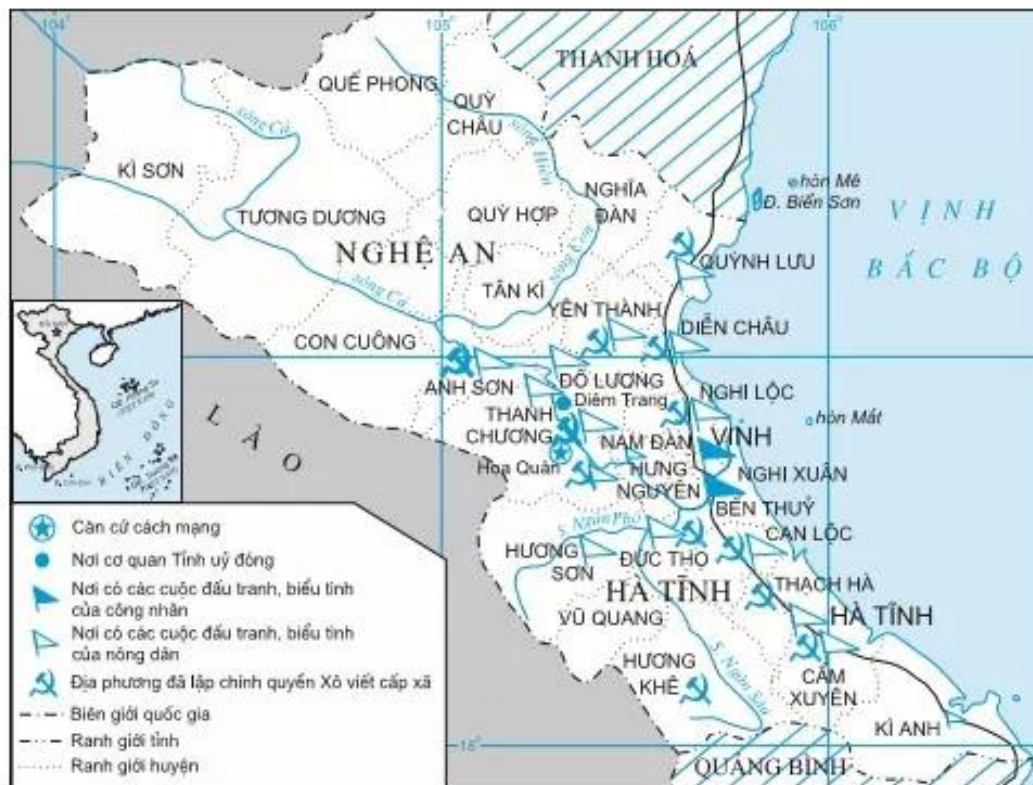 104°
105°
106°
THANH HOÁ
QUẾ PHONG
QUỲ
CHÂU
sông Cả
sông Hiếu
KÌ SƠN
NGHĨA
ĐÀN
hòn Mê
Đ. Biển Sơn
VỊNH
BẮC BỘ
TƯƠNG DƯƠNG
QUỲ HỢP
NGHỆ AN
sông Con
QUỲNH LƯU
TÂN KÌ
sông Cả
YÊN THÀNH
DIỄN CHÂU
CON CUÔNG
ANH SƠN
ĐÔ LƯƠNG
Diêm Trang
NGHI LỘC
THANH
CHƯƠNG
hòn Mắt
NAM ĐÀN
VINH
LÀO
Hoa Quân
HƯNG
NGUYÊN
NGHI XUÂN
BẾN THUỶ
S. Ngàn Phố
CAN LỘC
HƯƠNG
SƠN
ĐỨC THỌ
HÀ TĨNH
THẠCH HÀ
HÀ TĨNH
VŨ QUANG
HƯƠNG
KHÊ
S. Ngàn Sâu
CẨM
XUYÊN
KÌ ANH
18°
QUẢNG BÌNH
BIỂN ĐÔNG
Căn cứ cách mạng
Nơi cơ quan Tỉnh uỷ đóng
Nơi có các cuộc đấu tranh, biểu tình
của công nhân
Nơi có các cuộc đấu tranh, biểu tình
của nông dân
Địa phương đã lập chính quyền Xô viết cấp xã
Biên giới quốc gia
Ranh giới tỉnh
Ranh giới huyện